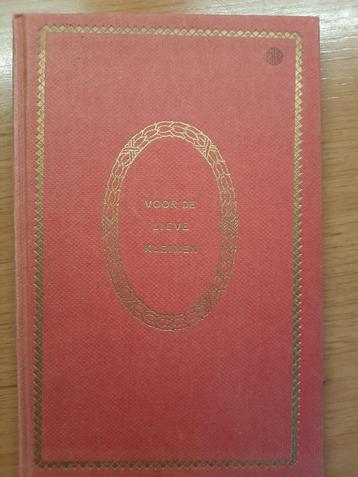 VOOR DE
LIEVE
KLEINEN